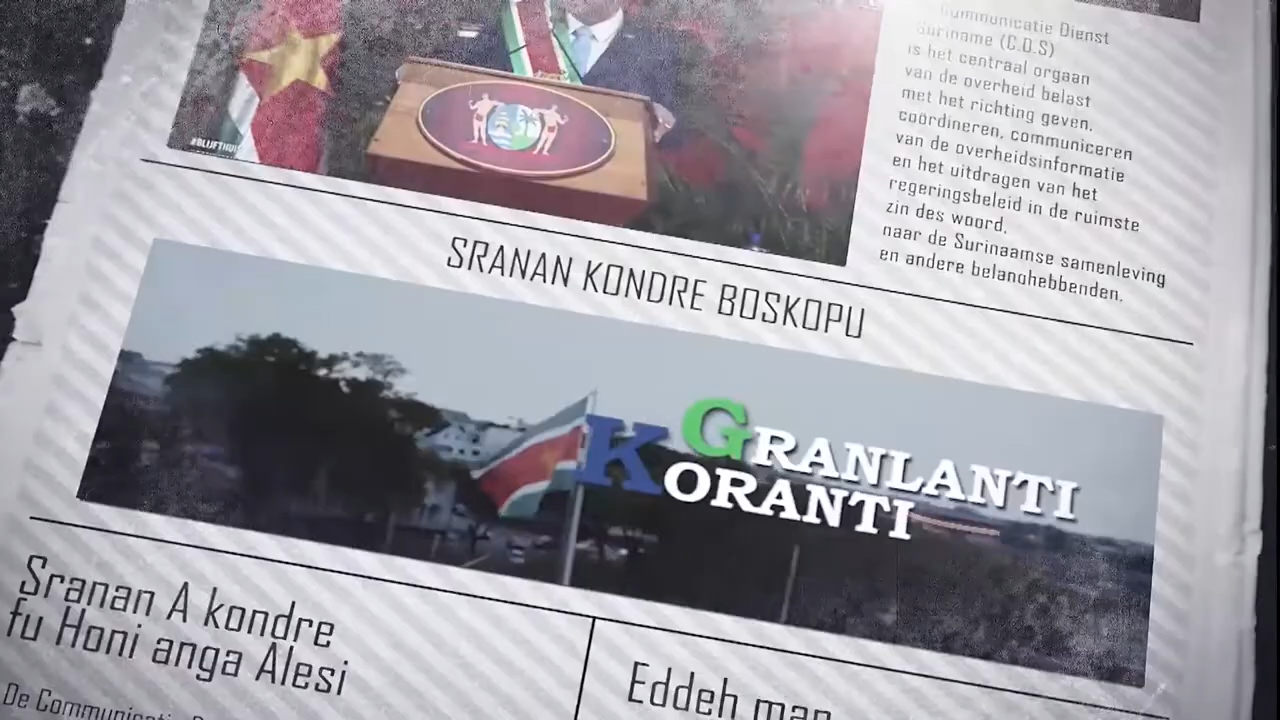 Communicatie Dienst
Suriname (C.D.S)
is het centraal orgaan
van de overheid belast
met het richting geven,
coördineren, communiceren
van de overheidsinformatie
en het uitdragen van het
regeringsbeleid in de ruimste
zin des woord,
naar de Surinaamse samenleving
en andere belanghebbenden.
SRANAN KONDRE BOSKOPU
GRANLANTI
KORANTI
Sranan A kondre
fu Honi anga Alesi
De
Eddeh man